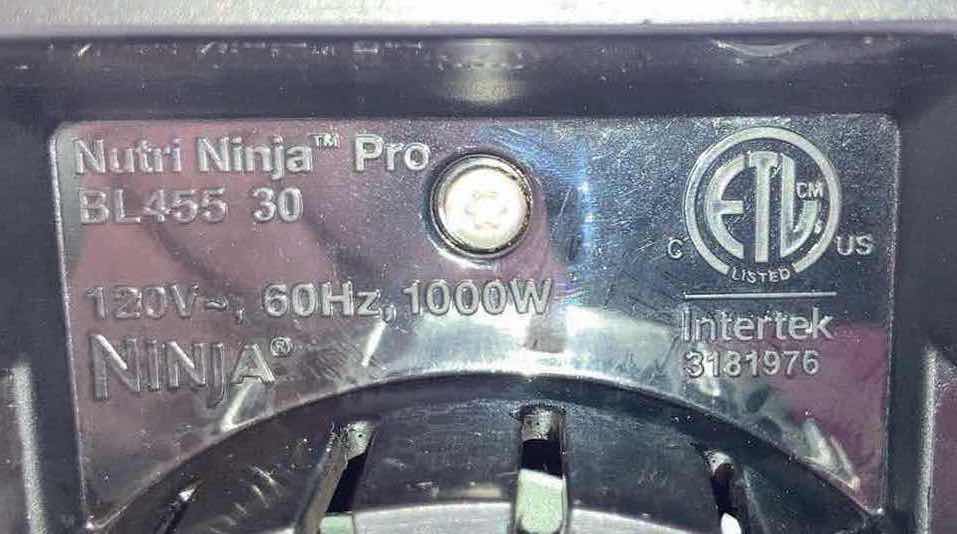 Nutri Ninja™ Pro
BL455 30
120V~, 60Hz, 1000W
NINJA®
ETL CM
C US
LISTED
Intertek
3181976